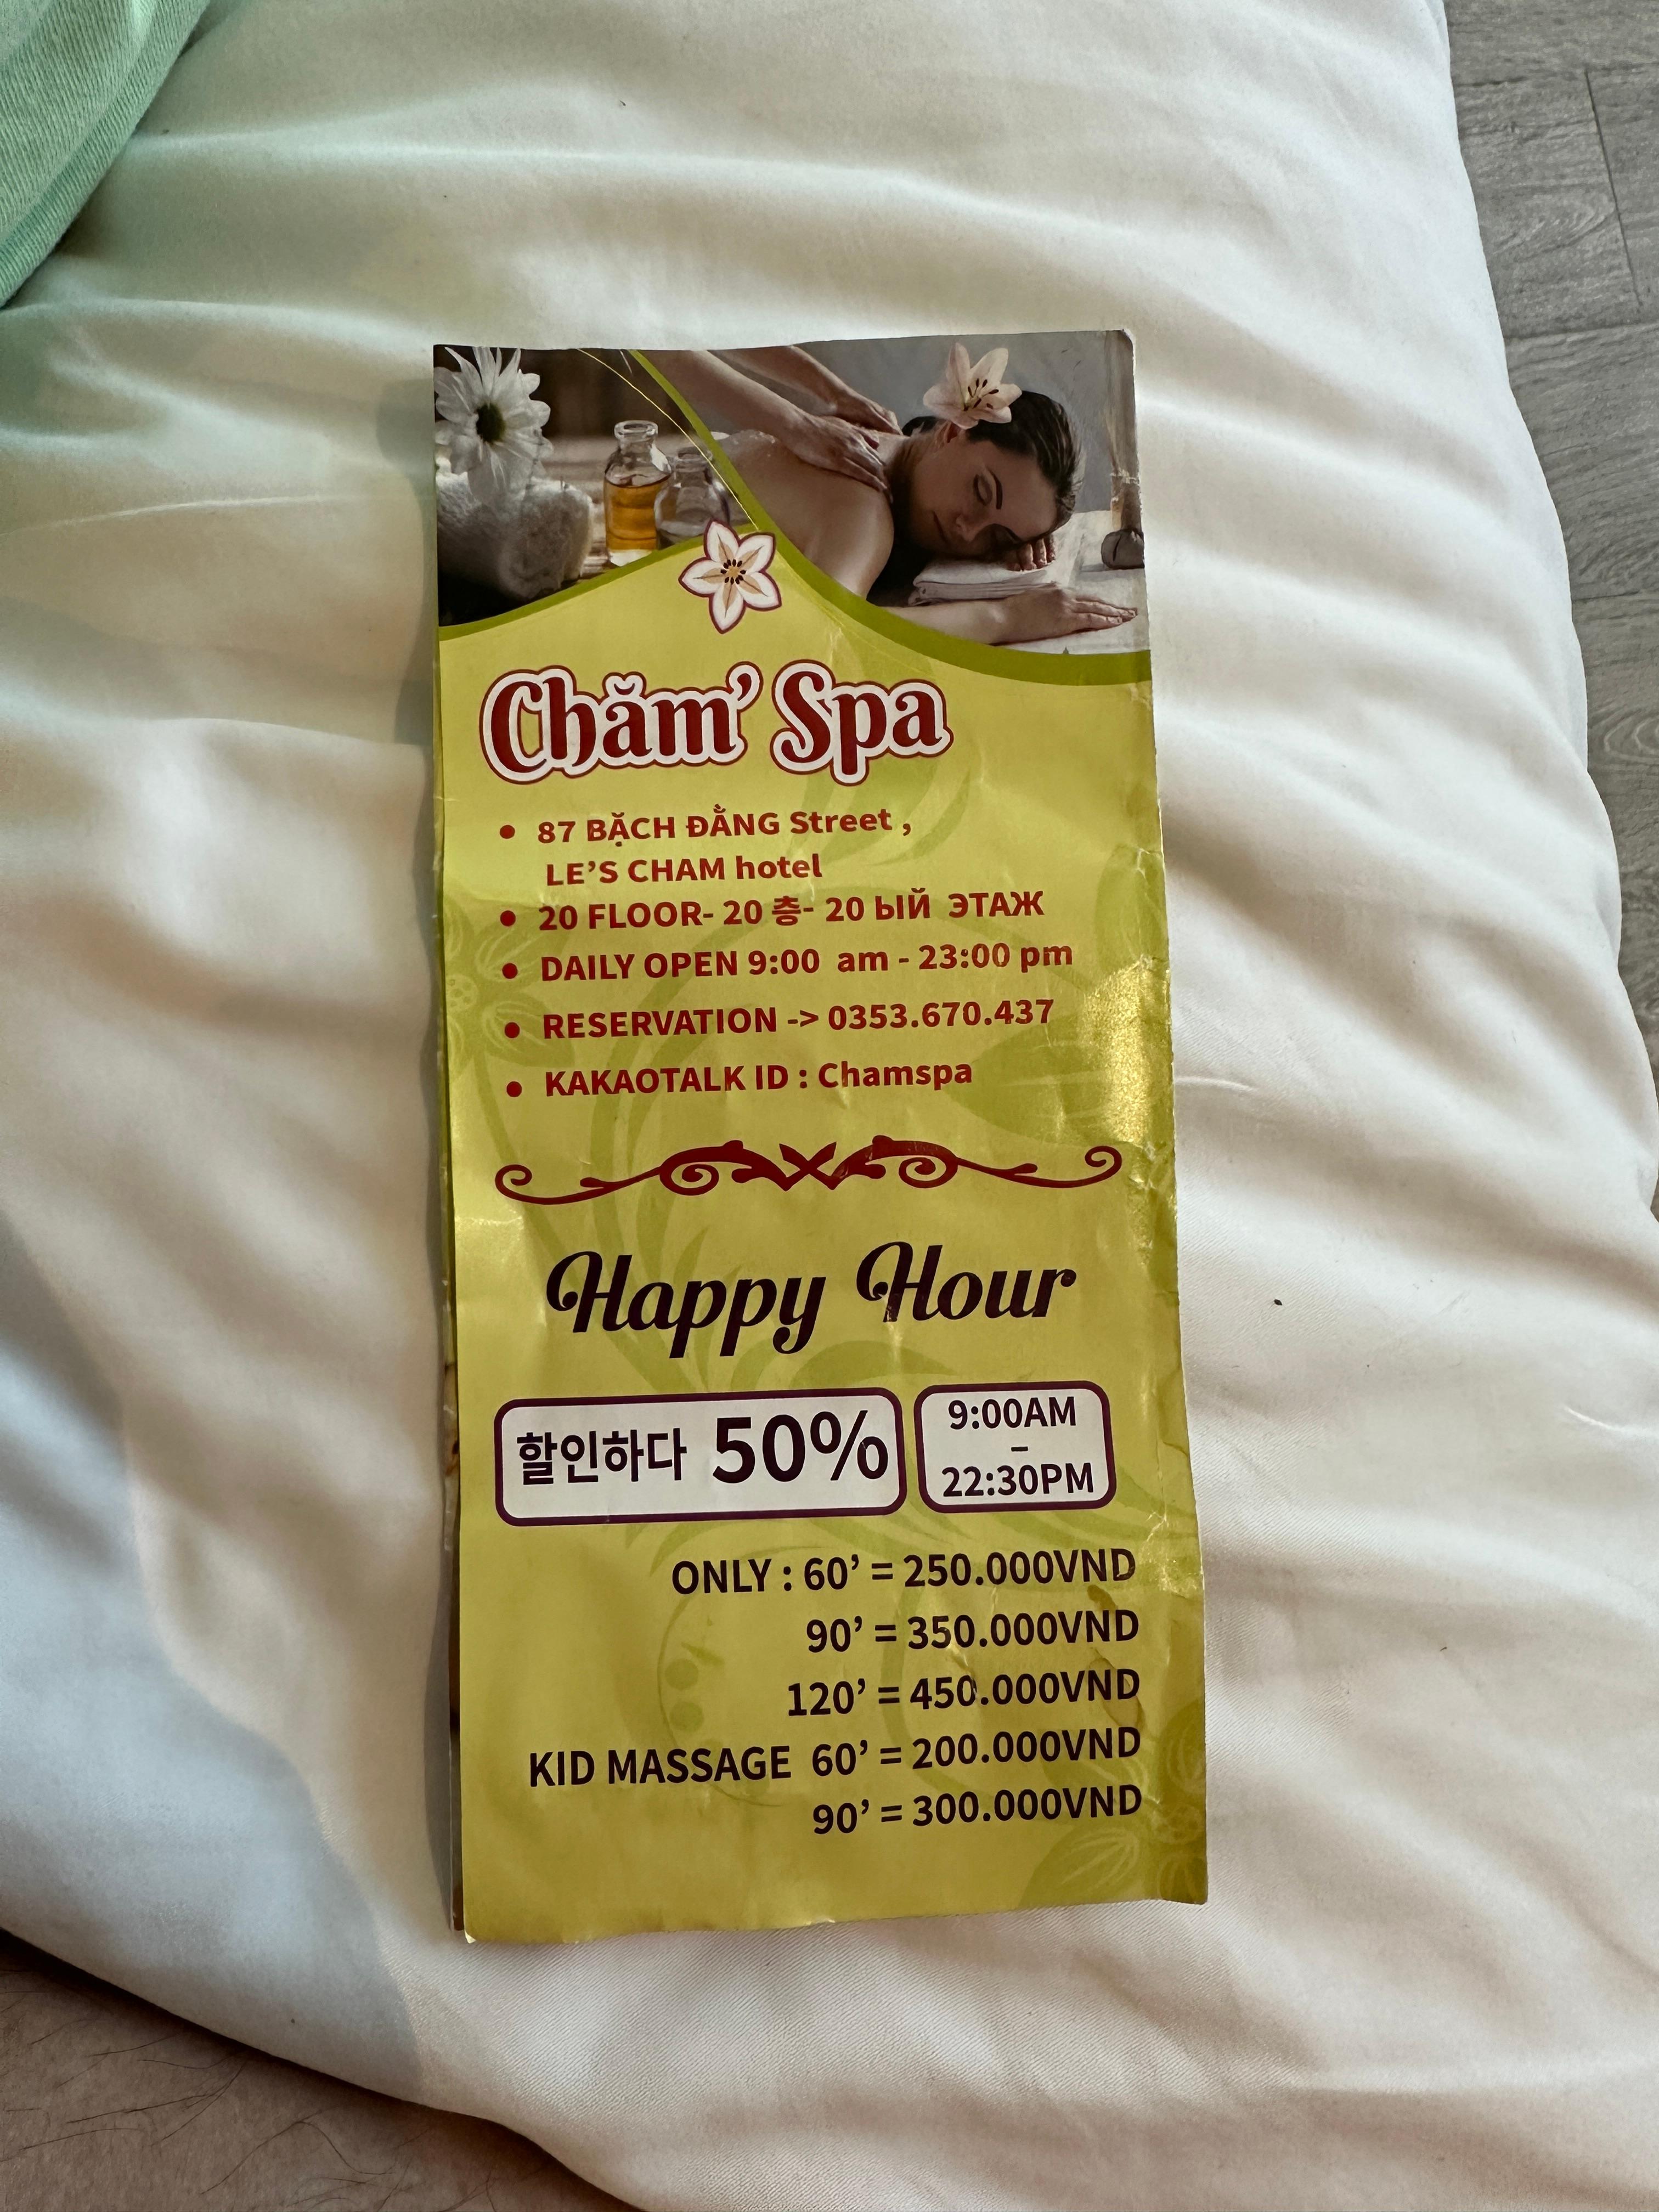 Chăm' Spa
• 87 BẠCH ĐẰNG Street ,
LE'S CHAM hotel
• 20 FLOOR- 20 층- 20 ЫЙ ЭТАЖ
• DAILY OPEN 9:00 am - 23:00 pm
• RESERVATION -> 0353.670.437
• KAKAOTALK ID : Chamspa
Happy Hour
할인하다 50%
9:00AM
–
22:30PM
ONLY : 60' = 250.000VND
90' = 350.000VND
120' = 450.000VND
KID MASSAGE 60' = 200.000VND
90' = 300.000VND